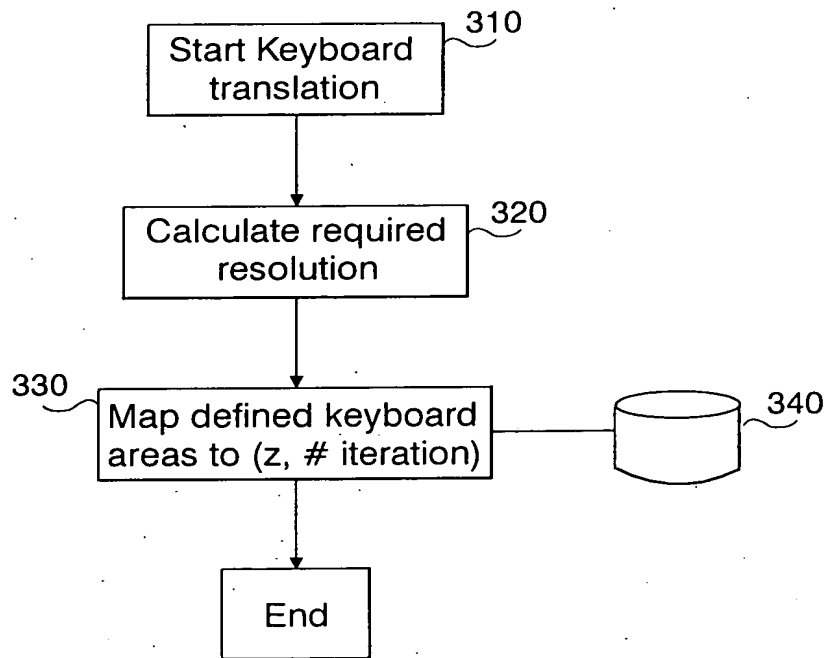 310
Start Keyboard
translation
320
Calculate required
resolution
330
Map defined keyboard
areas to (z, # iteration)
340
End